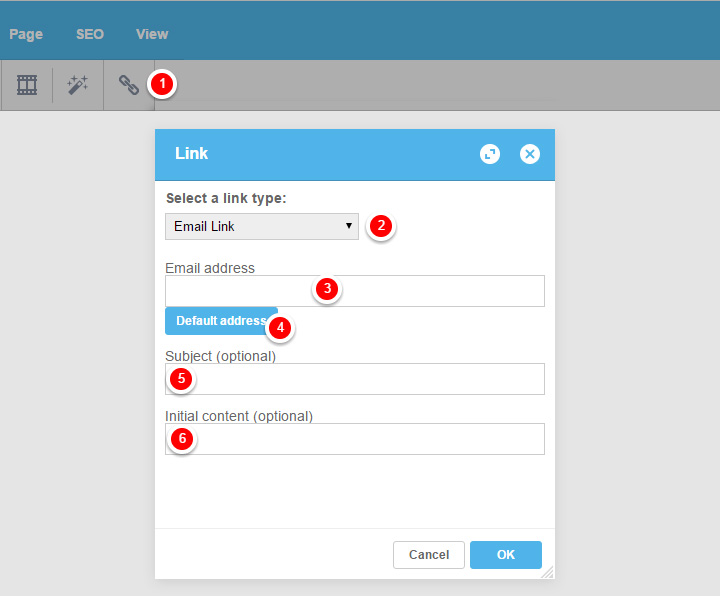 Page SEO View
1
Link
Select a link type:
Email Link 2
Email address
3
Default address 4
Subject (optional)
5
Initial content (optional)
6
Cancel OK